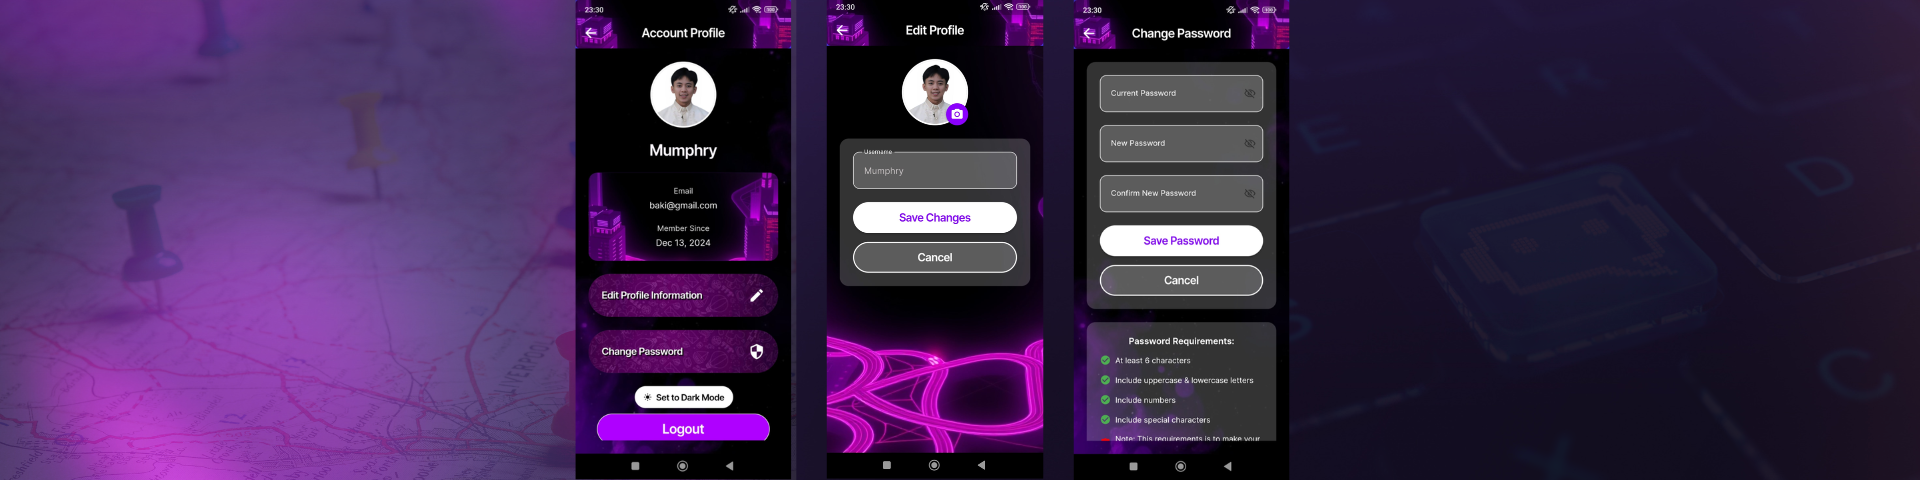 23:30
Account Profile
Mumphry
Email
baki@gmail.com
Member Since
Dec 13, 2024
Edit Profile Information
Change Password
Set to Dark Mode
Logout
23:30
Edit Profile
Username
Mumphry
Save Changes
Cancel
23:30
Change Password
Current Password
New Password
Confirm New Password
Save Password
Cancel
Password Requirements:
At least 6 characters
Include uppercase & lowercase letters
Include numbers
Include special characters
Note: This requirements is to make your
E
D
C